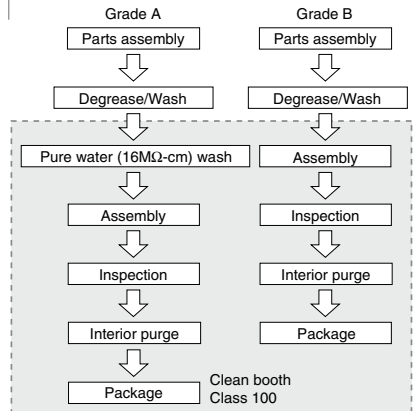 Grade A
Parts assembly
Degrease/Wash
Pure water (16MΩ-cm) wash
Assembly
Inspection
Interior purge
Package
Clean booth
Class 100
Grade B
Parts assembly
Degrease/Wash
Assembly
Inspection
Interior purge
Package